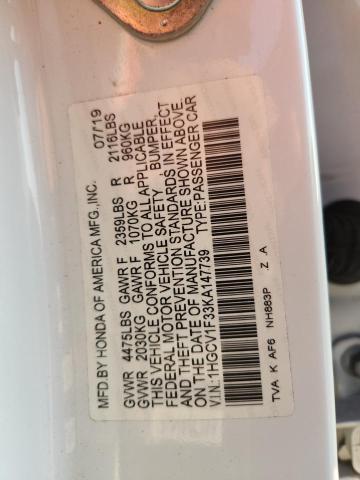 MFD.BY HONDA OF AMERICA MFG.,INC. 07/19
GVWR 4475LBS GAWR F 2359LBS R 2116LBS
GVWR 2030KG GAWR F 1070KG R 960KG
THIS VEHICLE CONFORMS TO ALL APPLICABLE
FEDERAL MOTOR VEHICLE SAFETY , BUMPER,
AND THEFT PREVENTION STANDARDS IN EFFECT
ON THE DATE OF MANUFACTURE SHOWN ABOVE.
V.I.N.:1HGCV1F33KA147739 TYPE:PASSENGER CAR
TVA K AF6 NH883P Z A